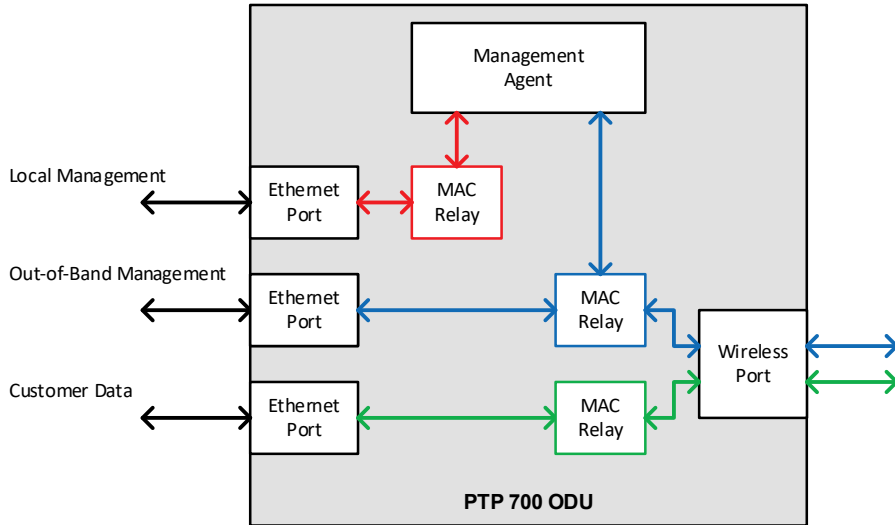 Management
Agent
Local Management
Ethernet
Port
MAC
Relay
Out-of-Band Management
Ethernet
Port
MAC
Relay
Wireless
Port
Customer Data
Ethernet
Port
MAC
Relay
PTP 700 ODU